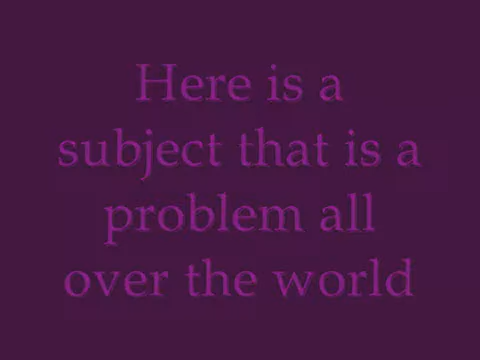 Here is a
subject that is a
problem all
over the world